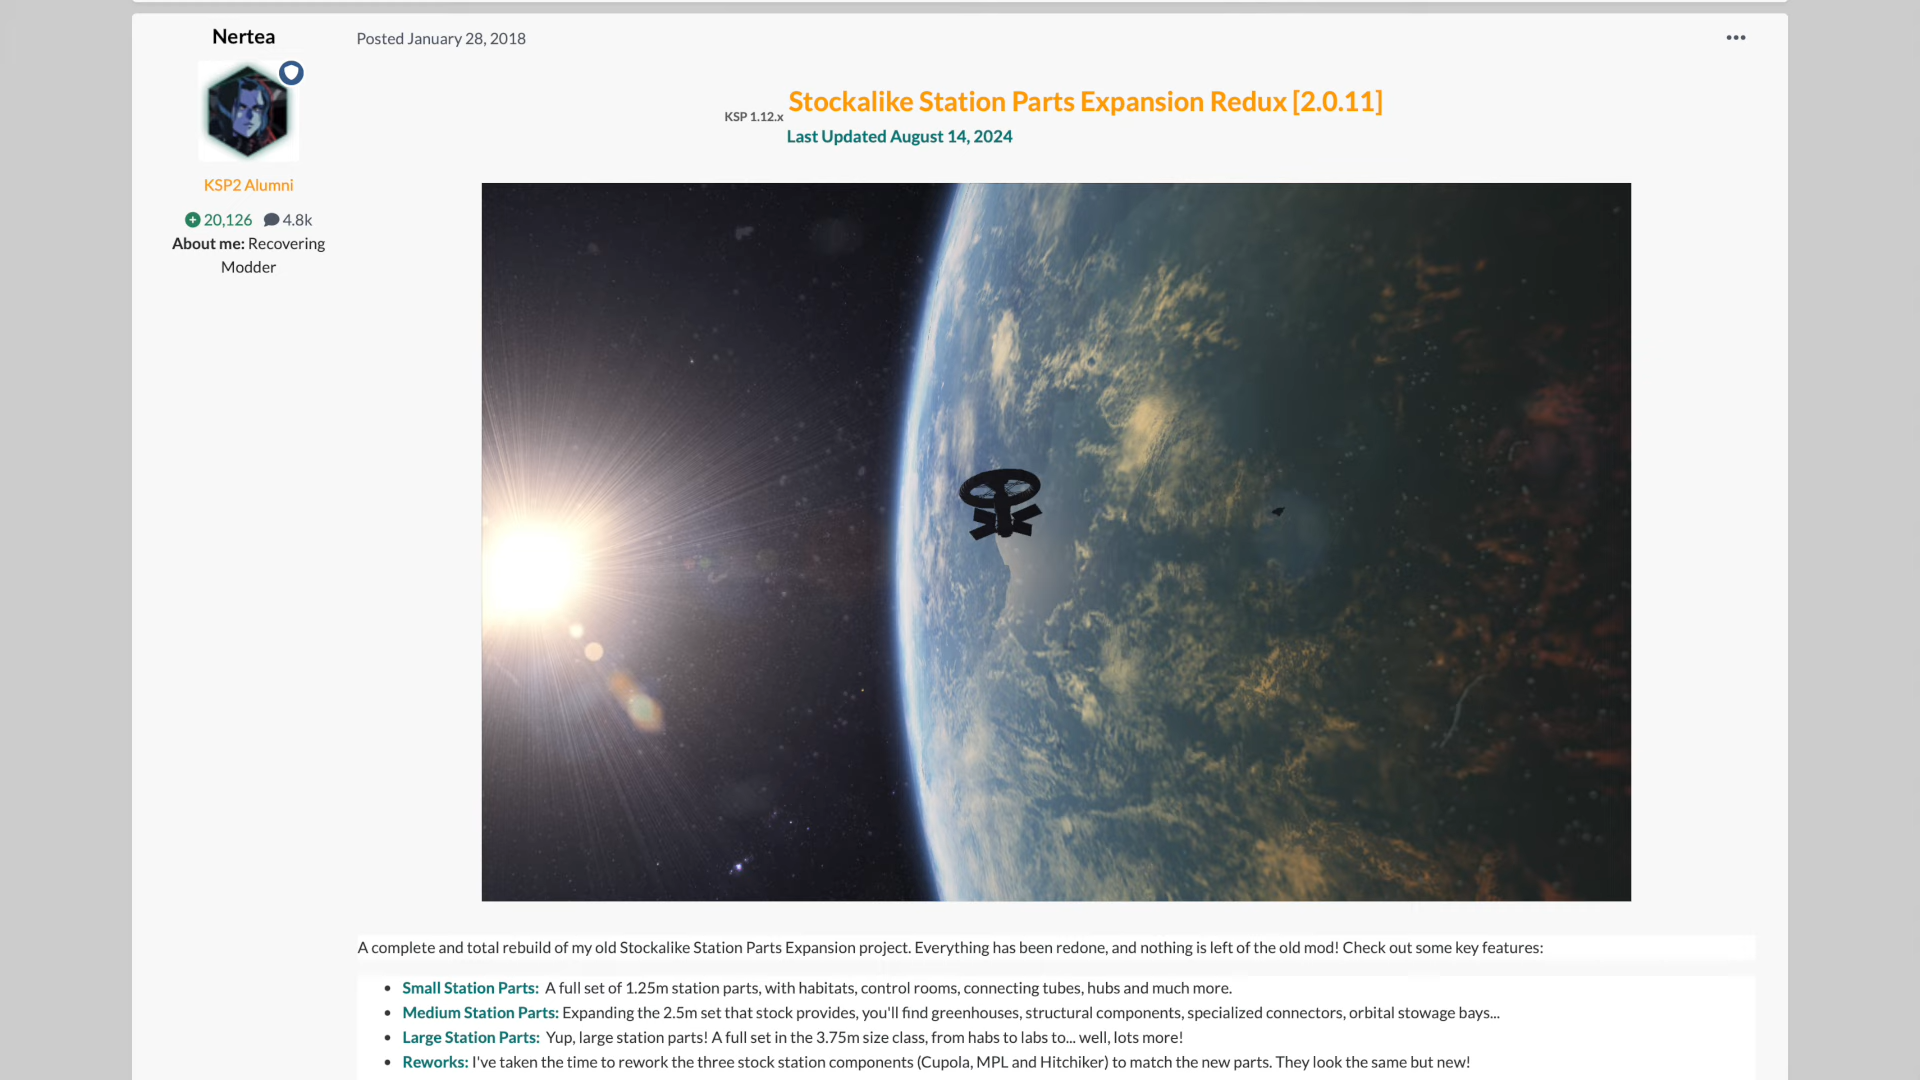 Nertea
Posted January 28, 2018
KSP2 Alumni
20,126 4.8k
About me: Recovering
Modder
KSP 1.12.x Stockalike Station Parts Expansion Redux [2.0.11]
Last Updated August 14, 2024
A complete and total rebuild of my old Stockalike Station Parts Expansion project. Everything has been redone, and nothing is left of the old mod! Check out some key features:
• Small Station Parts: A full set of 1.25m station parts, with habitats, control rooms, connecting tubes, hubs and much more.
• Medium Station Parts: Expanding the 2.5m set that stock provides, you'll find greenhouses, structural components, specialized connectors, orbital stowage bays...
• Large Station Parts: Yup, large station parts! A full set in the 3.75m size class, from habs to labs to... well, lots more!
• Reworks: I've taken the time to rework the three stock station components (Cupola, MPL and Hitchiker) to match the new parts. They look the same but new!